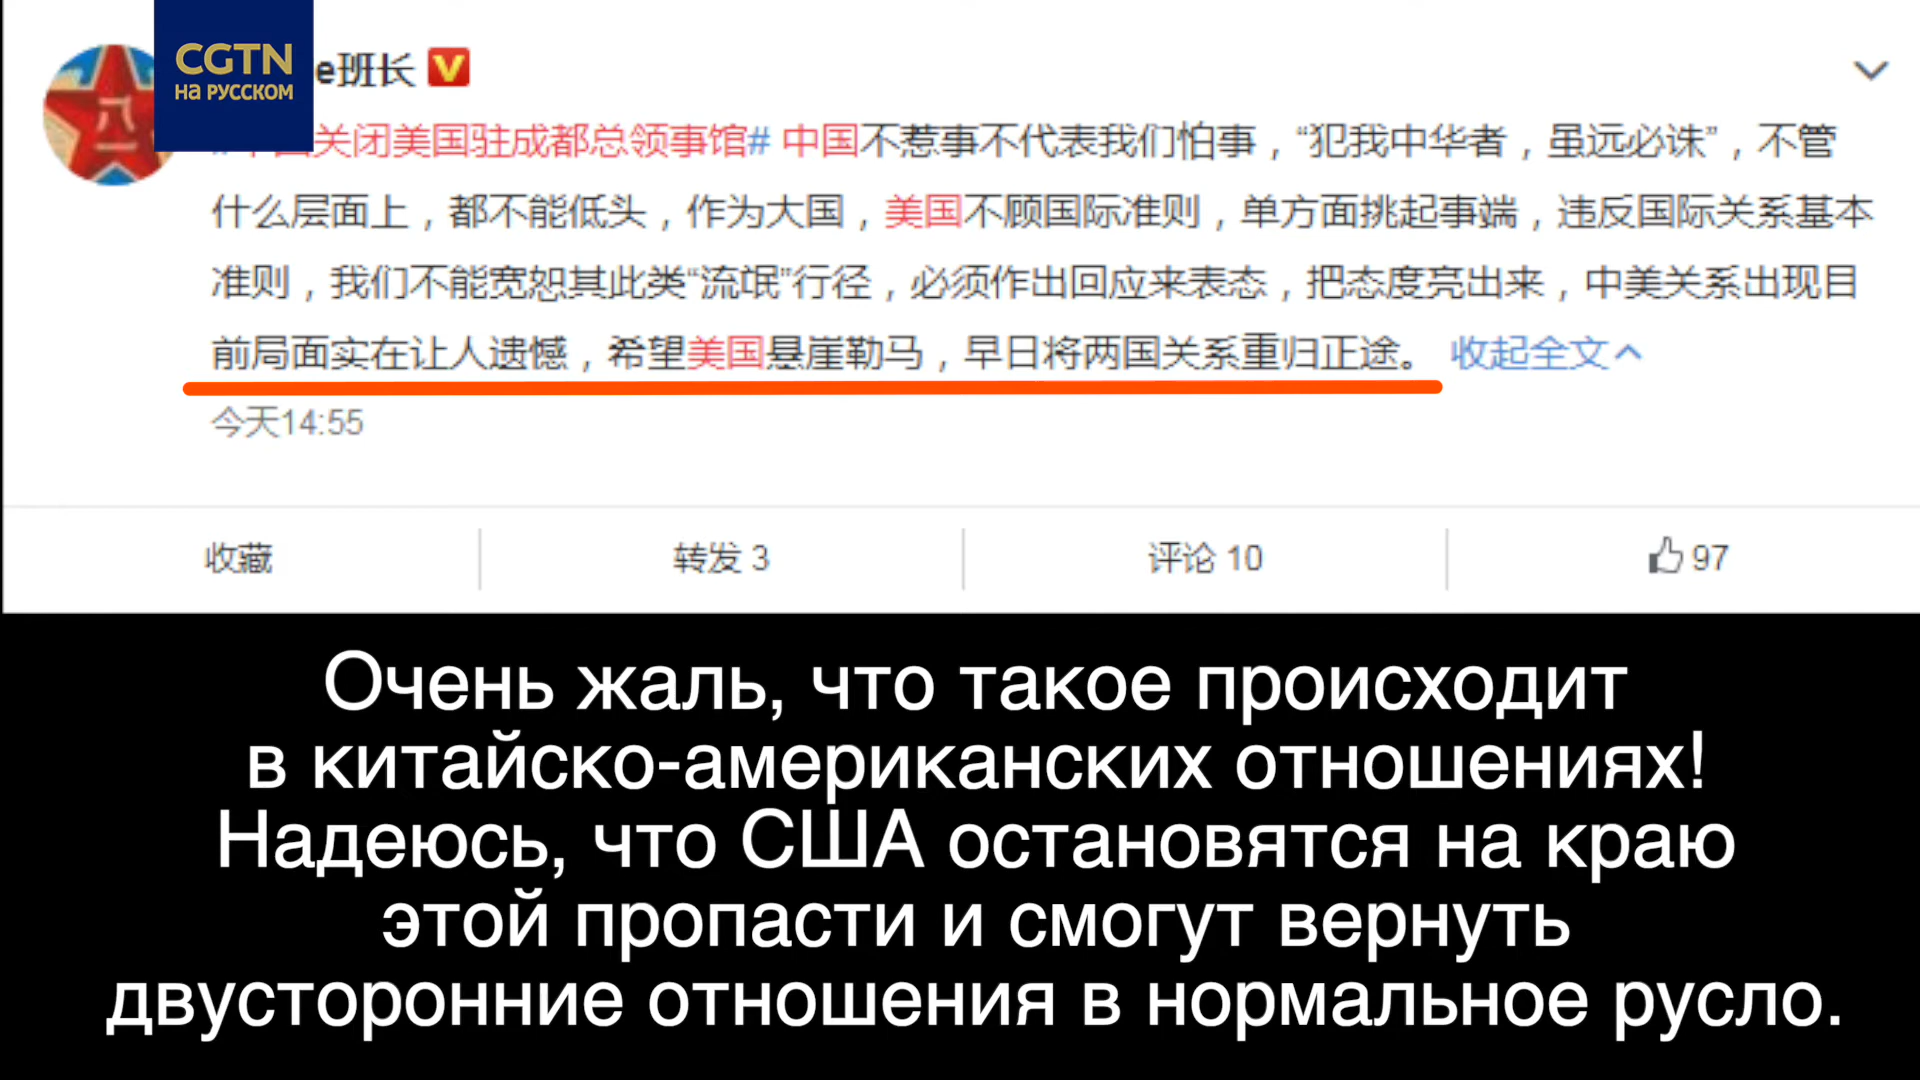 CGTN
на русском
e班长
八一
关闭美国驻成都总领事馆# 中国不惹事不代表我们怕事，“犯我中华者，虽远必诛”，不管
什么层面上，都不能低头，作为大国，美国不顾国际准则，单方面挑起事端，违反国际关系基本
准则，我们不能宽恕其此类“流氓”行径，必须作出回应来表态，把态度亮出来，中美关系出现目
前局面实在让人遗憾，希望美国悬崖勒马，早日将两国关系重归正途。 收起全文
今天14:55
收藏
转发 3
评论 10
97
Очень жаль, что такое происходит
в китайско-американских отношениях!
Надеюсь, что США остановятся на краю
этой пропасти и смогут вернуть
двусторонние отношения в нормальное русло.